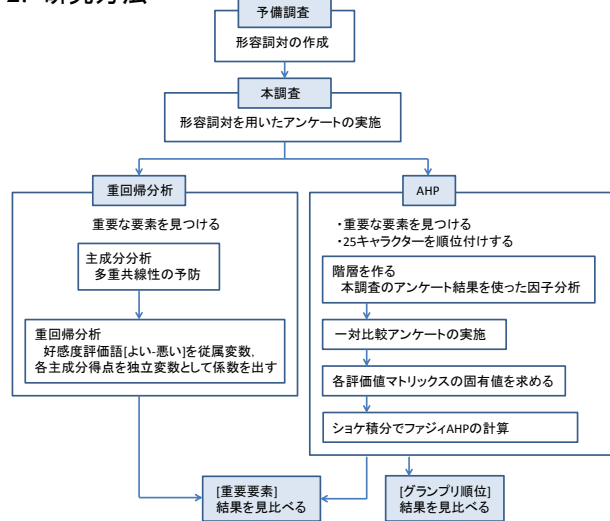 2. 研究方法
予備調査
形容詞対の作成
本調査
形容詞対を用いたアンケートの実施
重回帰分析
重要な要素を見つける
主成分分析
多重共線性の予防
重回帰分析
好感度評価語[よい-悪い]を従属変数,
各主成分得点を独立変数として係数を出す
AHP
・重要な要素を見つける
・25キャラクターを順位付けする
階層を作る
本調査のアンケート結果を使った因子分析
一対比較アンケートの実施
各評価値マトリックスの固有値を求める
ショケ積分でファジィAHPの計算
[重要要素]
結果を見比べる
[グランプリ順位]
結果を見比べる